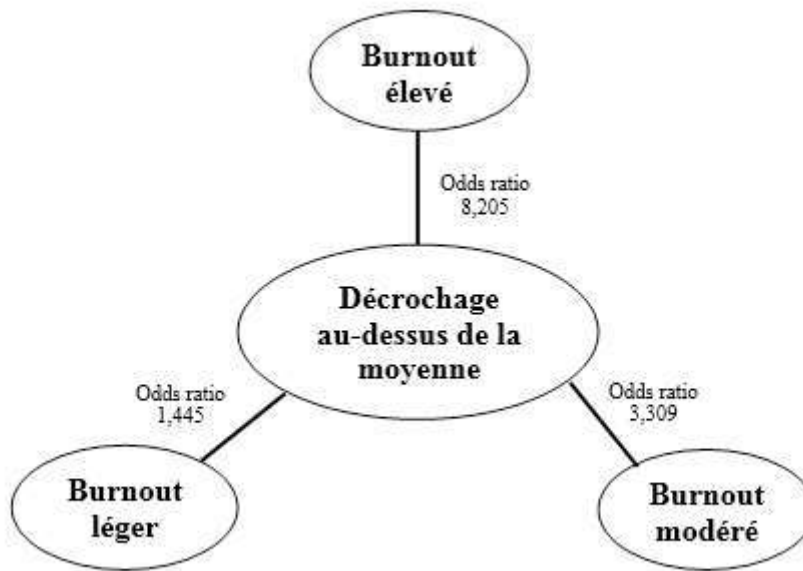 Burnout
élevé
Odds ratio
8,205
Décrochage
au-dessus de la
moyenne
Odds ratio
1,445
Odds ratio
3,309
Burnout
léger
Burnout
modéré